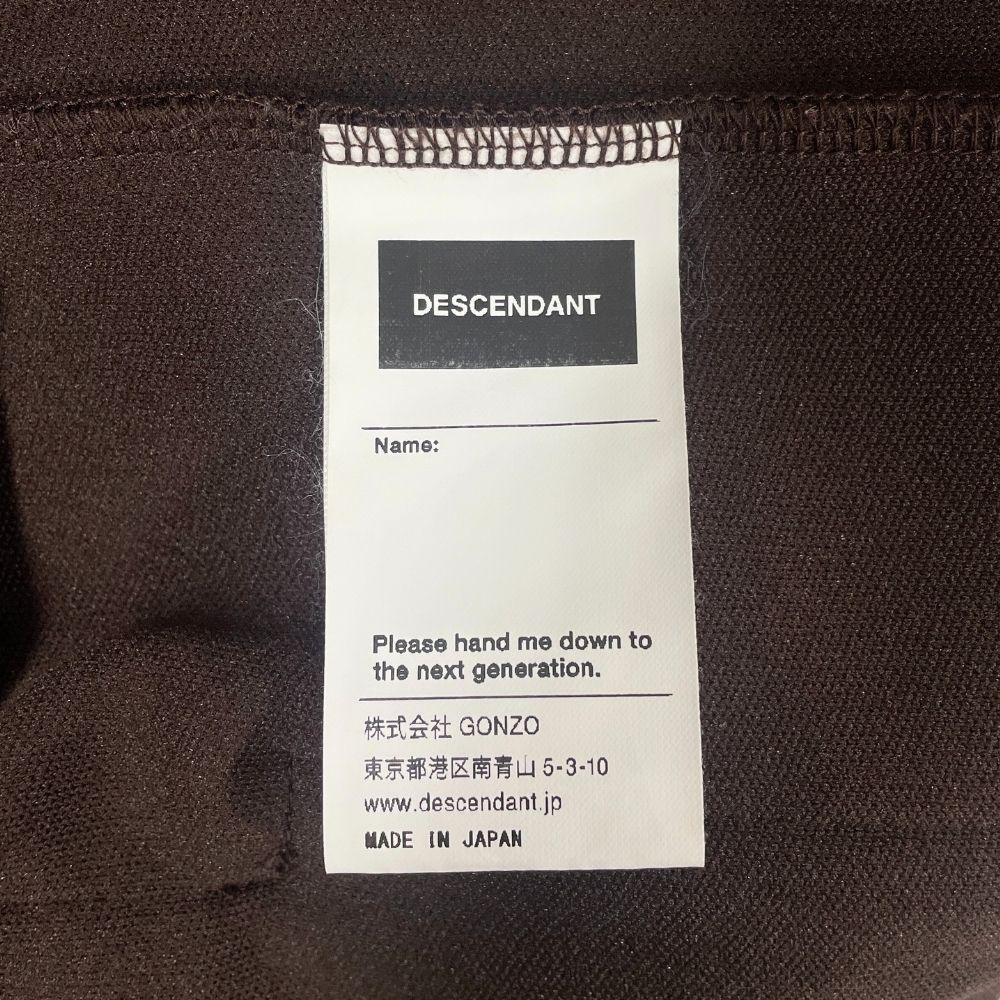 DESCENDANT
Name:
Please hand me down to
the next generation.
株式会社 GONZO
東京都港区南青山 5-3-10
www.descendant.jp
MADE IN JAPAN